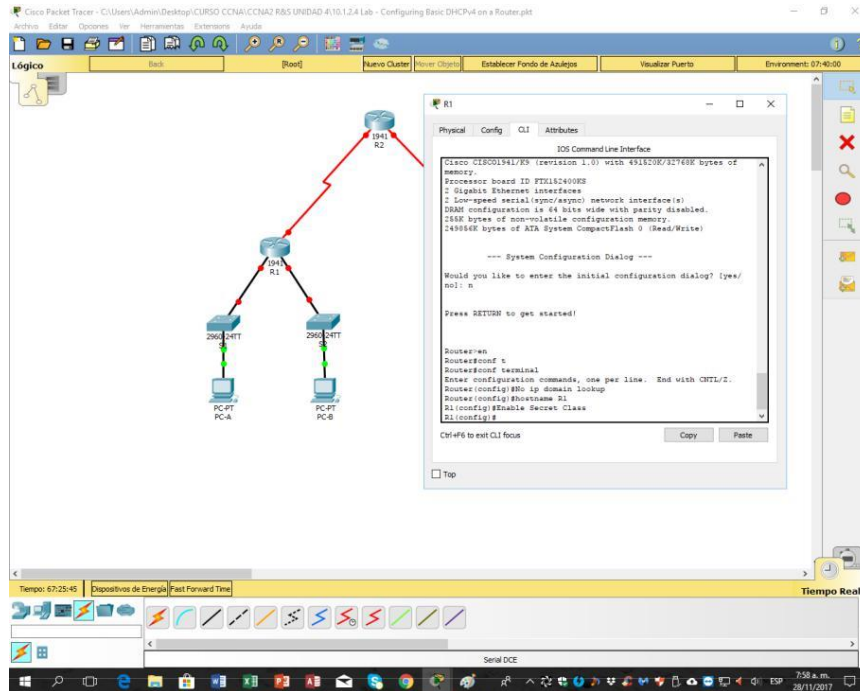 Cisco Packet Tracer - C:\Users\Admin\Desktop\CURSO CCNA\CCNA2 R&S UNIDAD 4\10.1.2.4 Lab - Configuring Basic DHCPv4 on a Router.pkt
Archivo Editar Opciones Ver Herramientas Extensions Ayuda
Lógico Back [Root] Nuevo Cluster Mover Objeto Establecer Fondo de Azulejos Visualizar Puerto Environment: 07:40:00
1941
R2
1941
R1
2960-24TT
S1
2960-24TT
S2
PC-PT
PC-A
PC-PT
PC-B
R1
Physical Config CLI Attributes
IOS Command Line Interface
Cisco CISCO1941/K9 (revision 1.0) with 491520K/32768K bytes of
memory.
Processor board ID FTX152400KS
2 Gigabit Ethernet interfaces
2 Low-speed serial(sync/async) network interface(s)
DRAM configuration is 64 bits wide with parity disabled.
255K bytes of non-volatile configuration memory.
249856K bytes of ATA System CompactFlash 0 (Read/Write)
--- System Configuration Dialog ---
Would you like to enter the initial configuration dialog? [yes/
no]: n
Press RETURN to get started!
Router>en
Router#conf t
Router#conf terminal
Enter configuration commands, one per line. End with CNTL/Z.
Router(config)#No ip domain lookup
Router(config)#hostname R1
R1(config)#Enable Secret Class
R1(config)#
Ctrl+F6 to exit CLI focus Copy Paste
Top
Tiempo: 67:25:45 Dispositivos de Energía Fast Forward Time Tiempo Real
Serial DCE
ESP 7:58 a. m.
28/11/2017